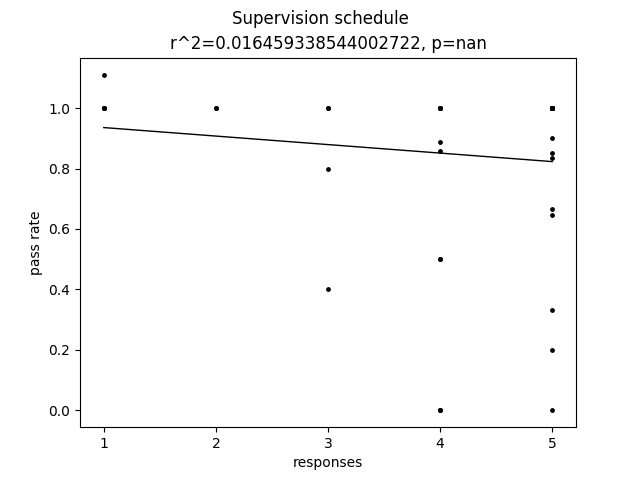 Supervision schedule
r^2=0.016459338544002722, p=nan
1.0
0.8
0.6
0.4
0.2
0.0
pass rate
1 2 3 4 5
responses